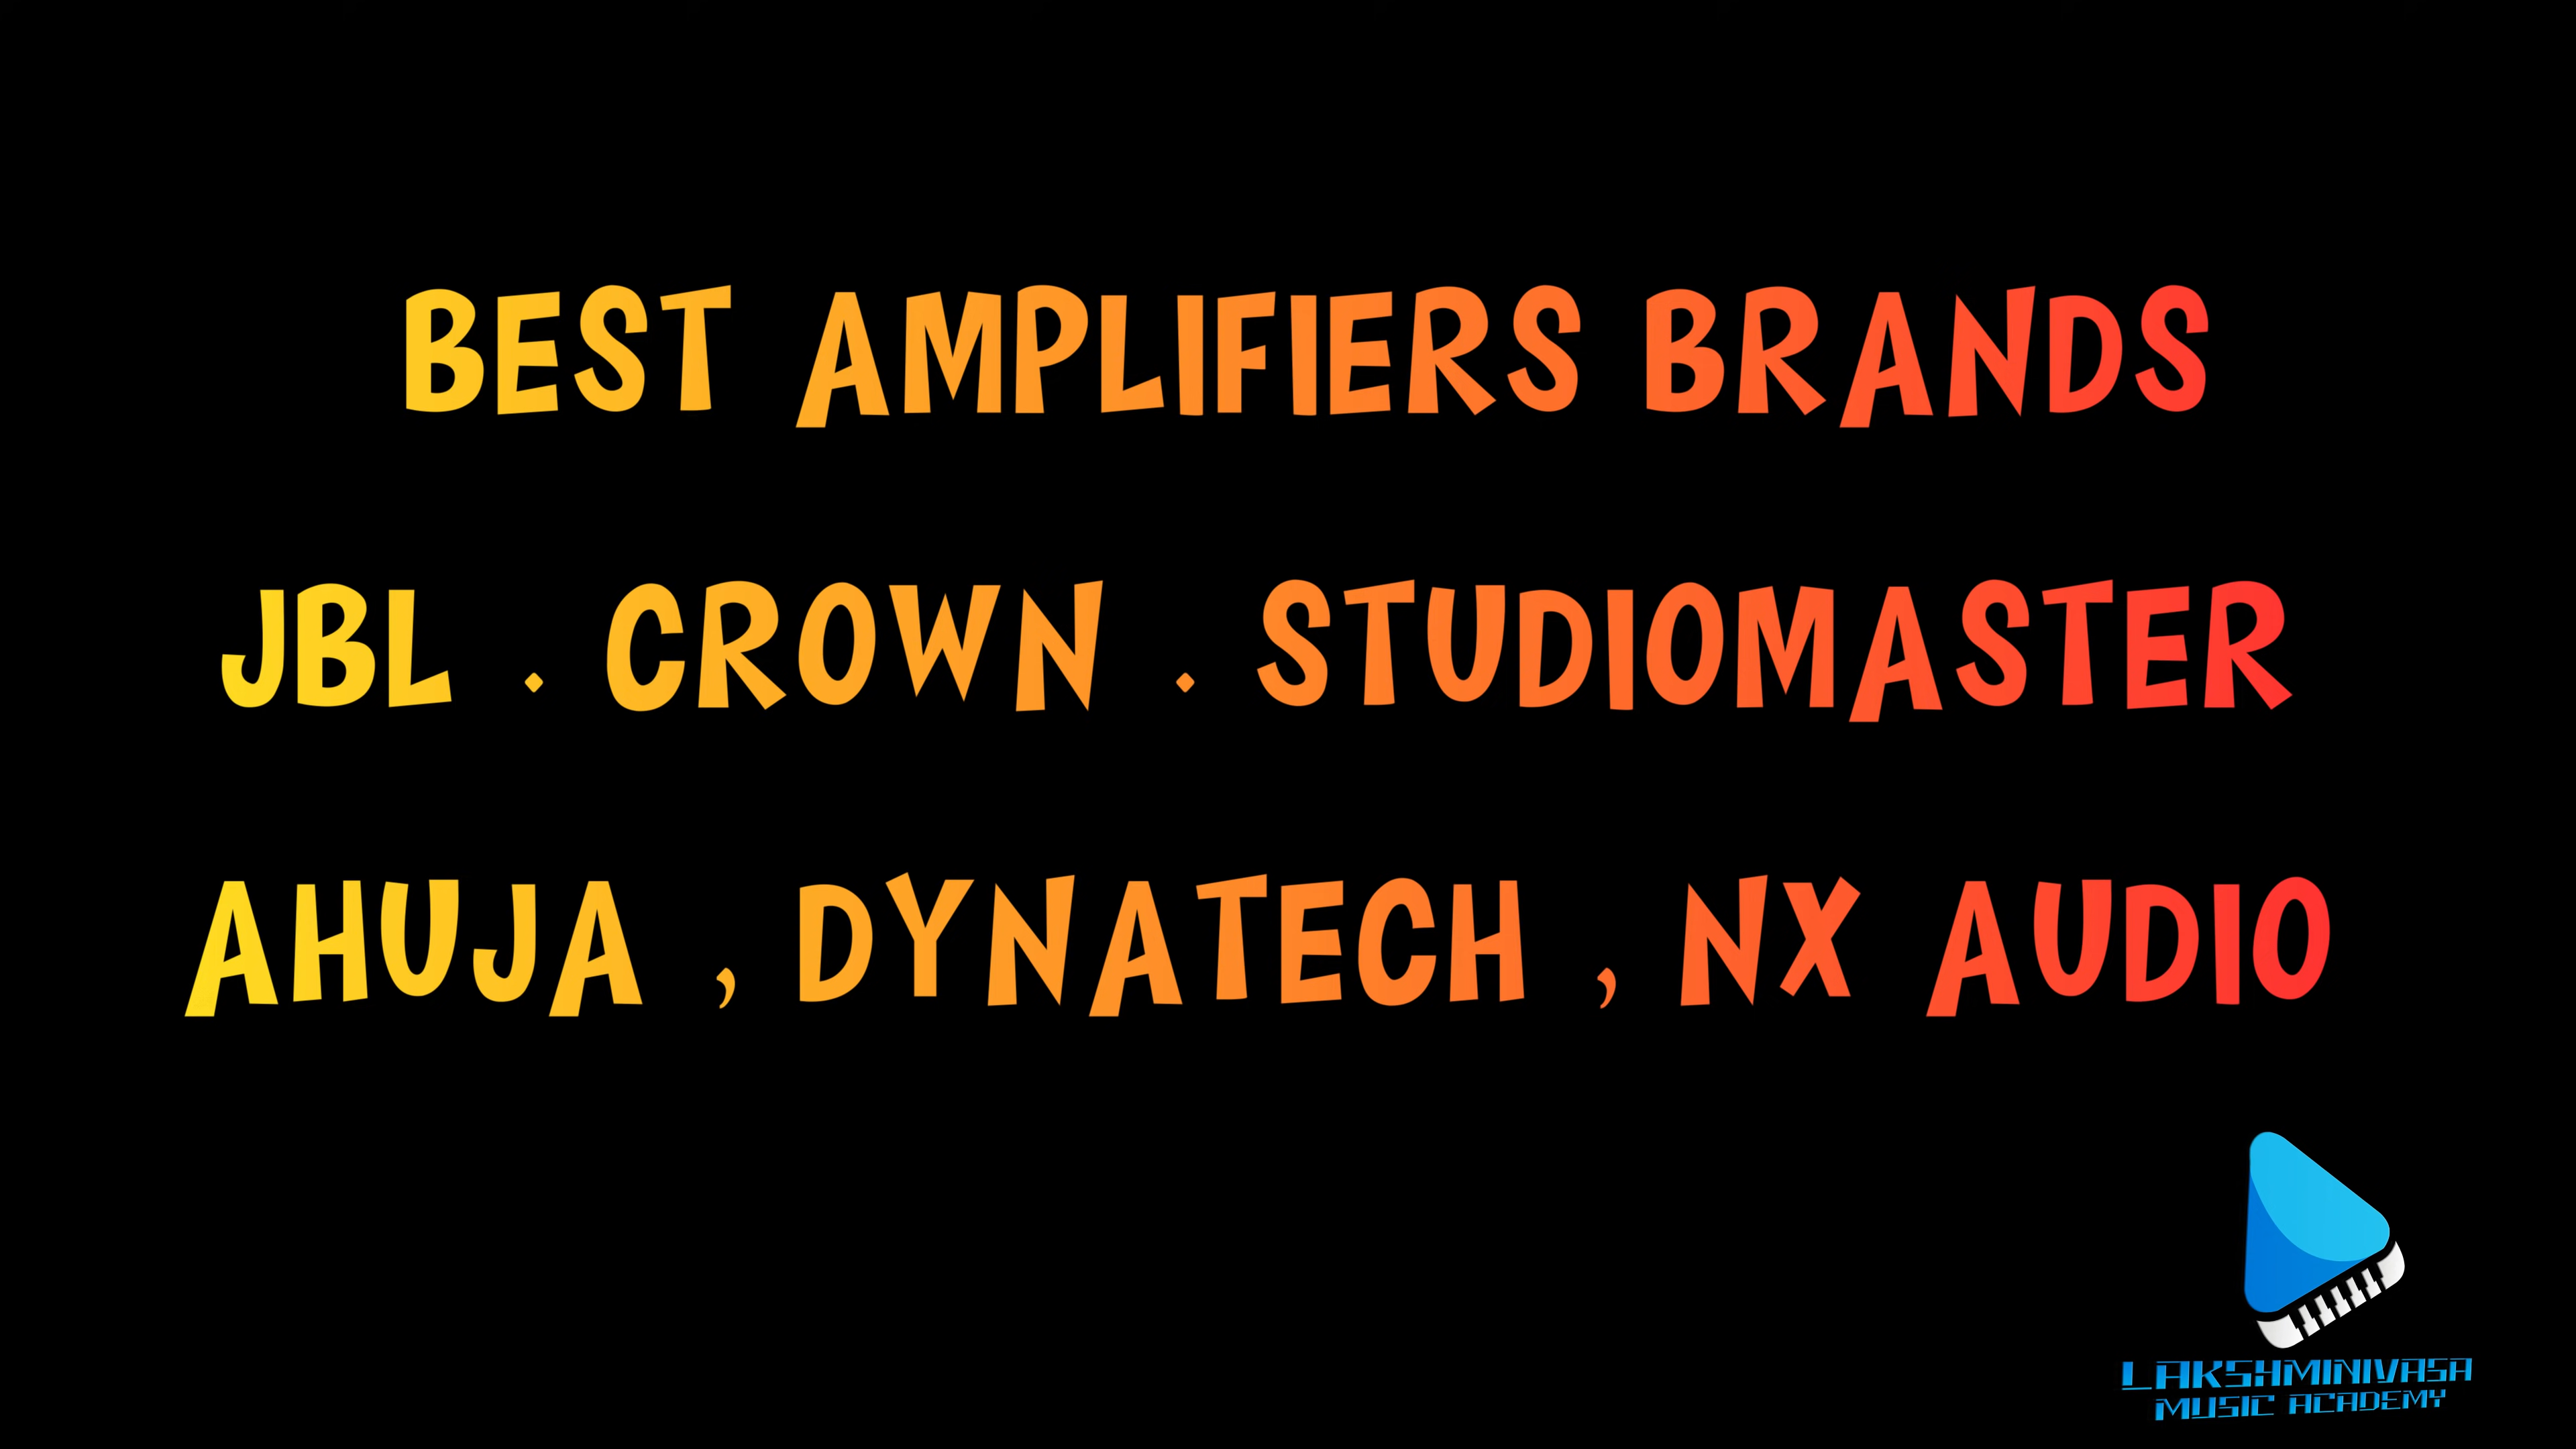 BEST AMPLIFIERS BRANDS
JBL . CROWN . STUDIOMASTER
AHUJA , DYNATECH , NX AUDIO
LAKSHMINIVASA
MUSIC ACADEMY